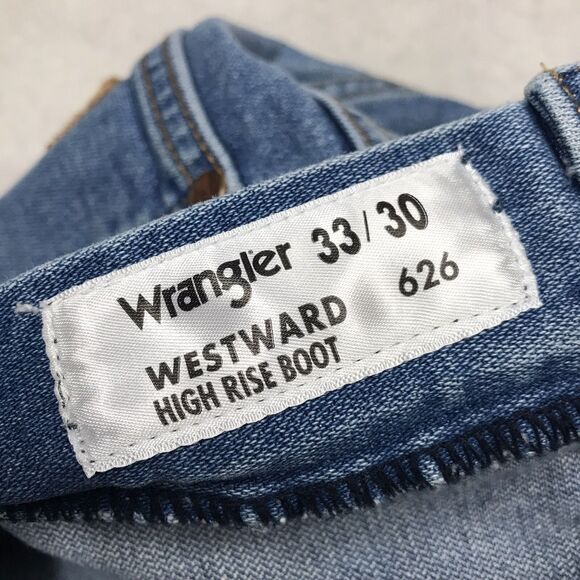 Wrangler 33/30
WESTWARD 626
HIGH RISE BOOT